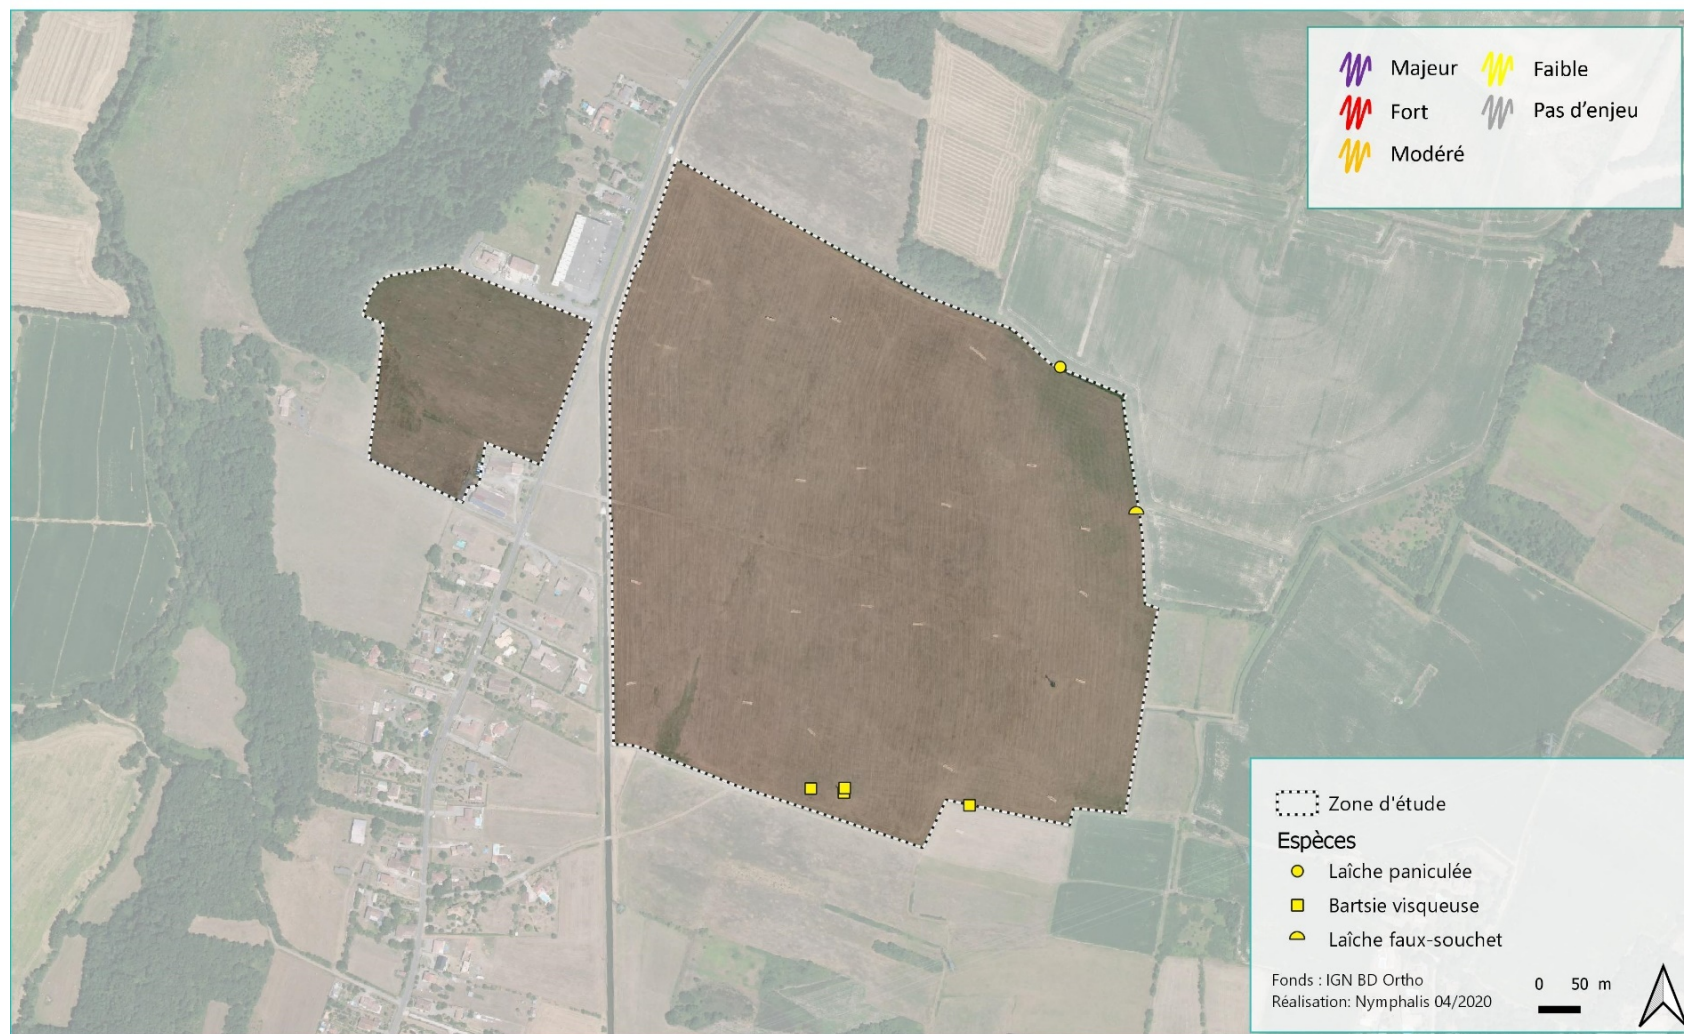 Majeur Faible
Fort Pas d'enjeu
Modéré
Zone d'étude
Espèces
Laîche paniculée
Bartsie visqueuse
Laîche faux-souchet
Fonds : IGN BD Ortho
Réalisation: Nymphalis 04/2020
0 50 m